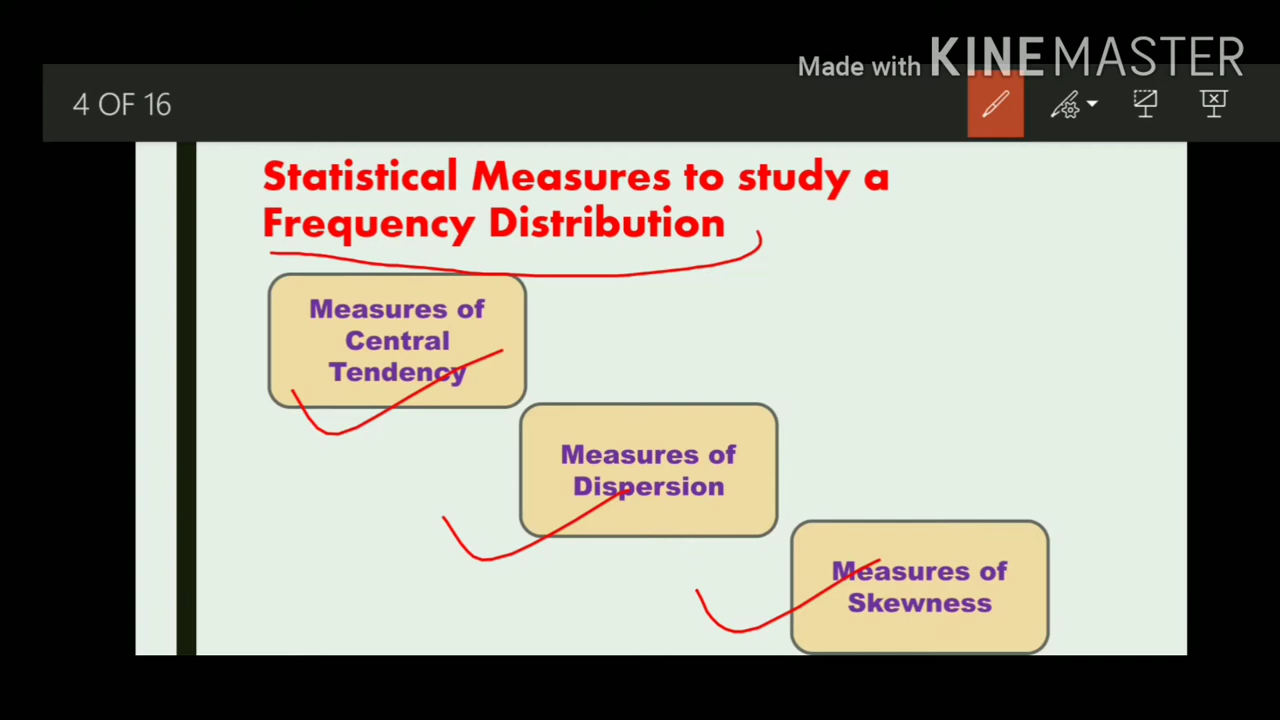 Made with KINEMASTER
4 OF 16
Statistical Measures to study a
Frequency Distribution
Measures of
Central
Tendency
Measures of
Dispersion
Measures of
Skewness